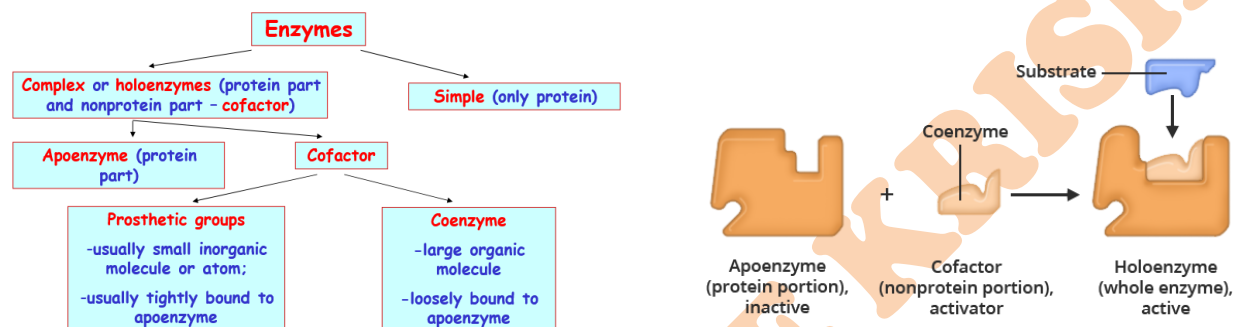 Enzymes
Complex or holoenzymes (protein part
and nonprotein part – cofactor)
Simple (only protein)
Apoenzyme (protein
part)
Cofactor
Prosthetic groups
-usually small inorganic
molecule or atom;
-usually tightly bound to
apoenzyme
Coenzyme
-large organic
molecule
-loosely bound to
apoenzyme
Substrate
Coenzyme
+
Apoenzyme
(protein portion),
inactive
Cofactor
(nonprotein portion),
activator
Holoenzyme
(whole enzyme),
active